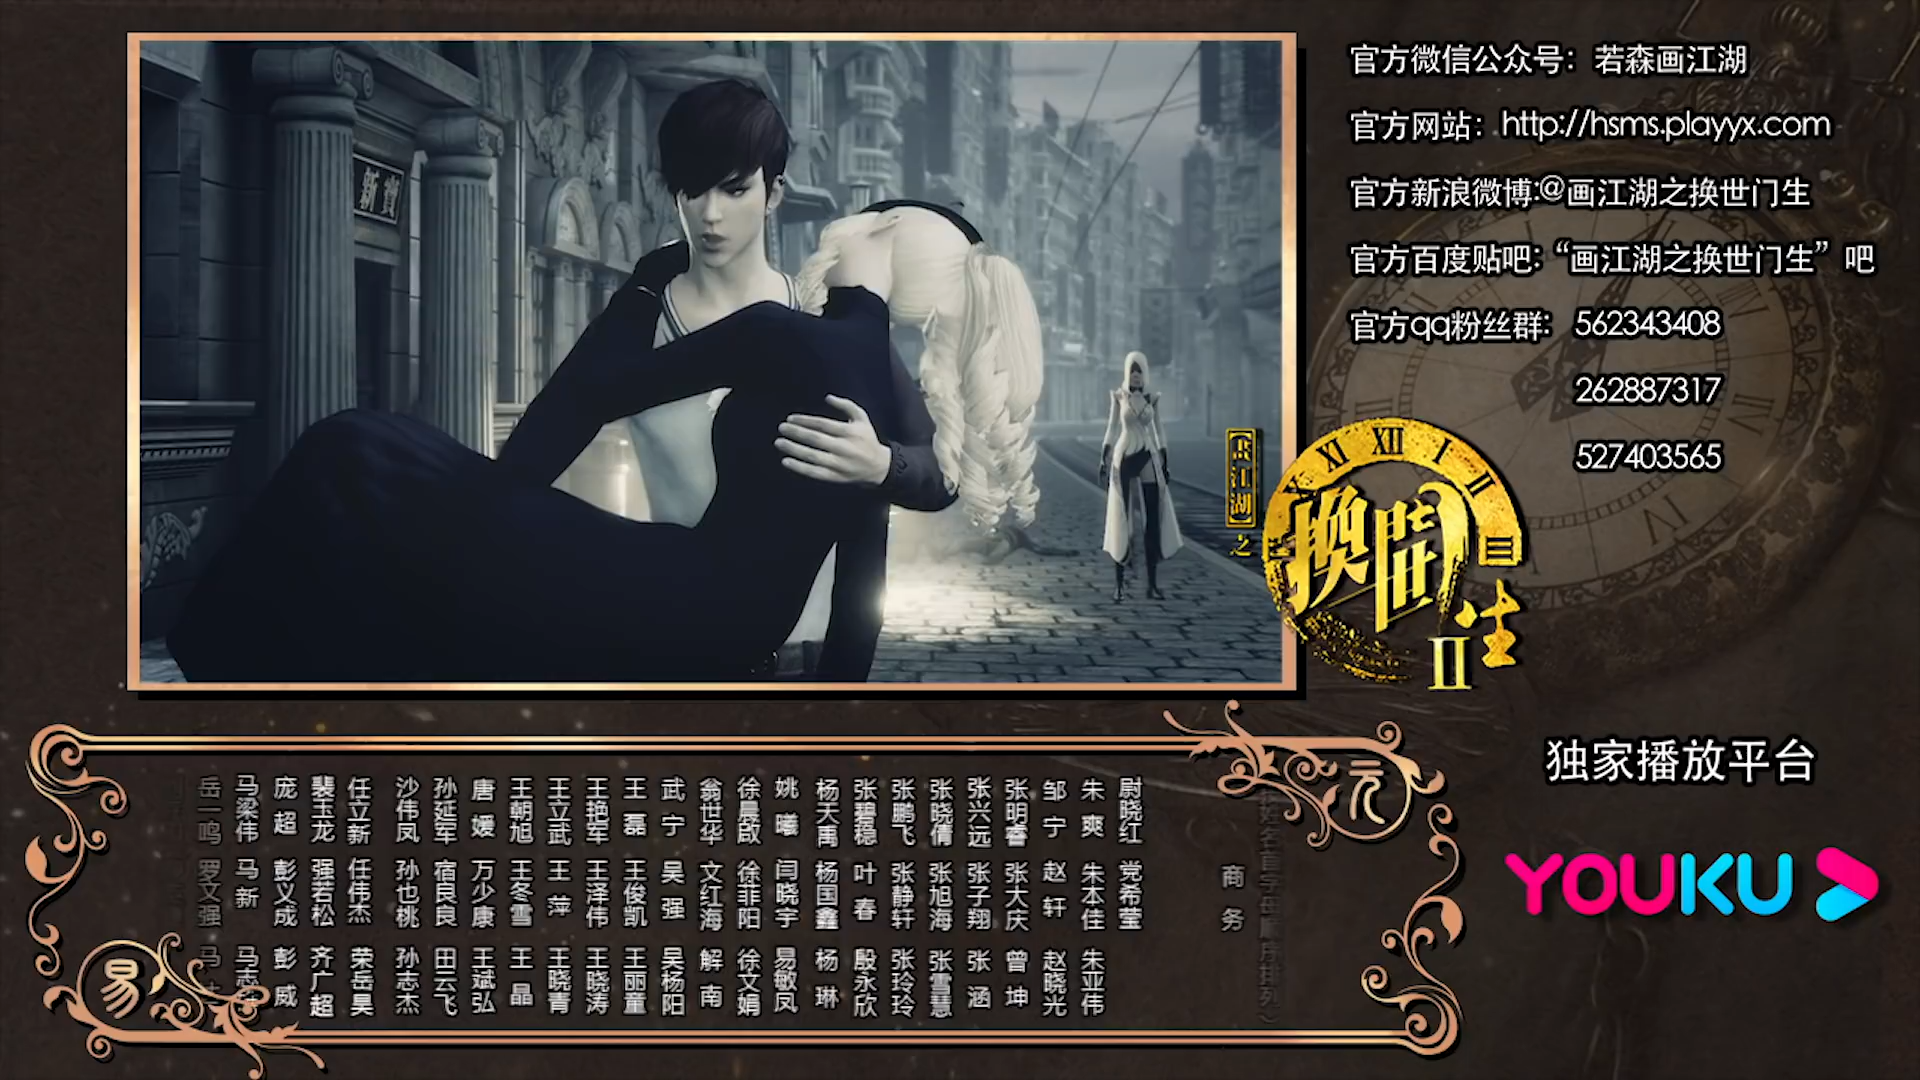 官方微信公众号：若森画江湖
官方网站：http://hsms.playyx.com
官方新浪微博:@画江湖之换世门生
官方百度贴吧：“画江湖之换世门生”吧
官方qq粉丝群： 562343408
262887317
527403565
新寶
XI XII I II
【画江湖】之
換世門生
II
独家播放平台
YOUKU
元
易
商务
尉晓红 党希莹
朱爽 朱本佳 朱亚伟
邹宁 赵轩 赵晓光
张明睿 张大庆 曾坤
张兴远 张子翔 张涵
张晓倩 张旭海 张雪慧
张鹏飞 张静轩 张玲玲
张碧稳 叶春 殷永欣
杨天禹 杨国鑫 杨琳
姚曦 闫晓宇 易敏凤
徐晨啟 徐菲阳 徐文娟
翁世华 文红海 解南
武宁 吴强 吴杨阳
王磊 王俊凯 王丽童
王艳军 王泽伟 王晓涛
王立武 王萍 王晓青
王朝旭 王冬雪 王晶
唐媛 万少康 王斌弘
孙延军 宿良良 田云飞
沙伟凤 孙也桃 孙志杰
任立新 任伟杰 荣岳昊
裴玉龙 强若松 齐广超
庞超 彭义成 彭威
马梁伟 马新 马志
岳一鸣 罗文强 马